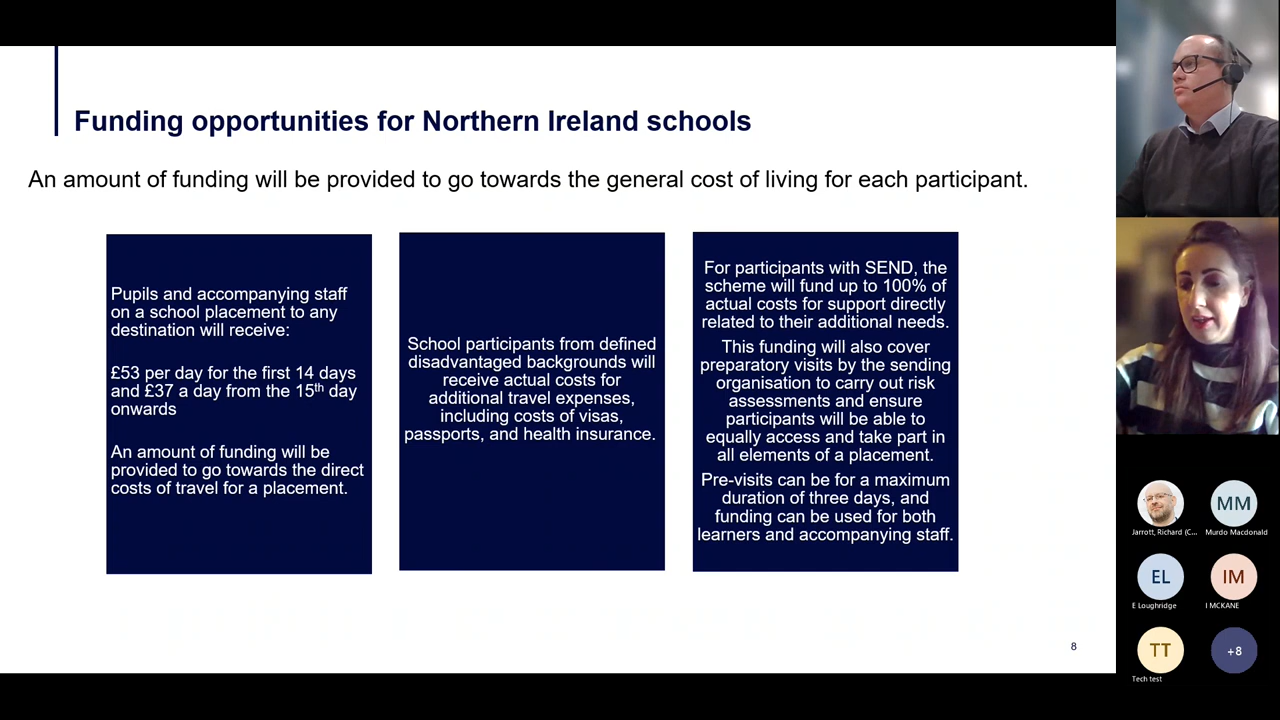 Funding opportunities for Northern Ireland schools
An amount of funding will be provided to go towards the general cost of living for each participant.
Pupils and accompanying staff
on a school placement to any
destination will receive:
£53 per day for the first 14 days
and £37 a day from the 15th day
onwards
An amount of funding will be
provided to go towards the direct
costs of travel for a placement.
School participants from defined
disadvantaged backgrounds will
receive actual costs for
additional travel expenses,
including costs of visas,
passports, and health insurance.
For participants with SEND, the
scheme will fund up to 100% of
actual costs for support directly
related to their additional needs.
This funding will also cover
preparatory visits by the sending
organisation to carry out risk
assessments and ensure
participants will be able to
equally access and take part in
all elements of a placement.
Pre-visits can be for a maximum
duration of three days, and
funding can be used for both
learners and accompanying staff.
8
MM
Jarrott, Richard (C...
Murdo Macdonald
EL
IM
E Loughridge
I MCKANE
TT
+8
Tech test